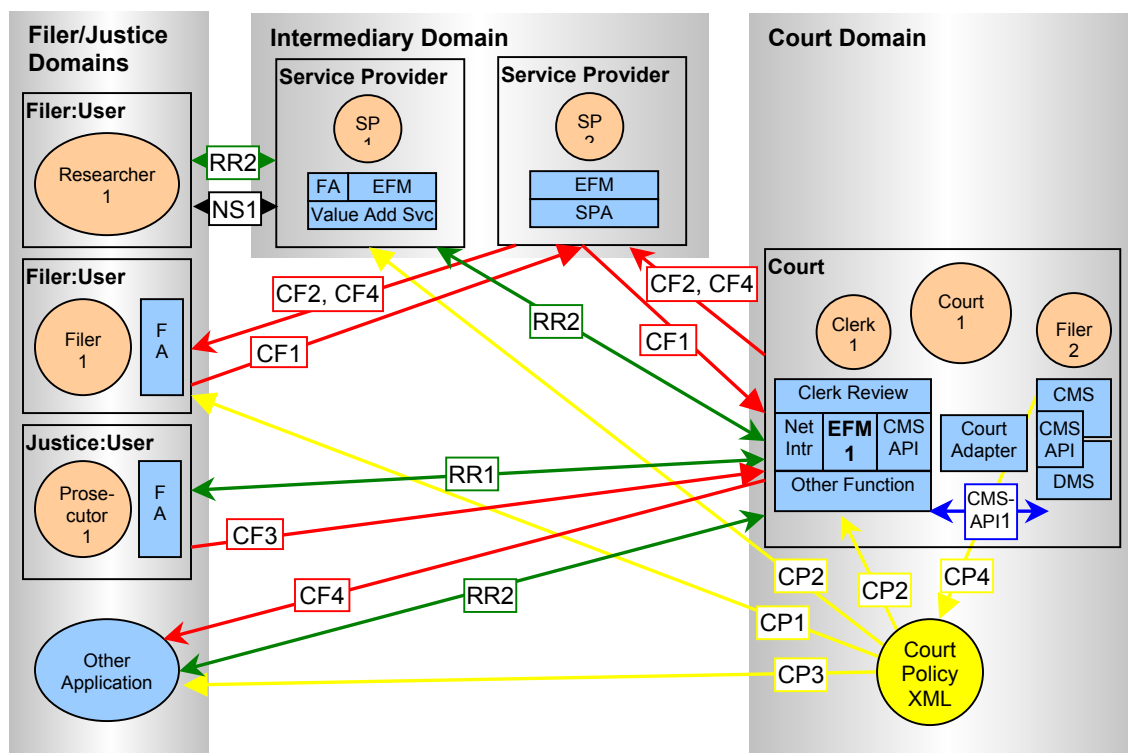 Filer/Justice
Domains
Filer:User
Researcher
1
Filer:User
Filer
1
F
A
Justice:User
Prose-
cutor
1
F
A
Other
Application
RR2
NS1
Intermediary Domain
Service Provider
SP
1
FA
EFM
Value Add Svc
Service Provider
SP
2
EFM
SPA
CF2, CF4
CF1
RR2
CF2, CF4
CF1
RR1
CF3
CF4
RR2
CP2
CP1
CP3
CP2
CP4
Court Domain
Court
Clerk
1
Court
1
Filer
2
Clerk Review
Net
Intr
EFM
1
CMS
API
Other Function
Court
Adapter
CMS
CMS
API
DMS
CMS-
API1
Court
Policy
XML